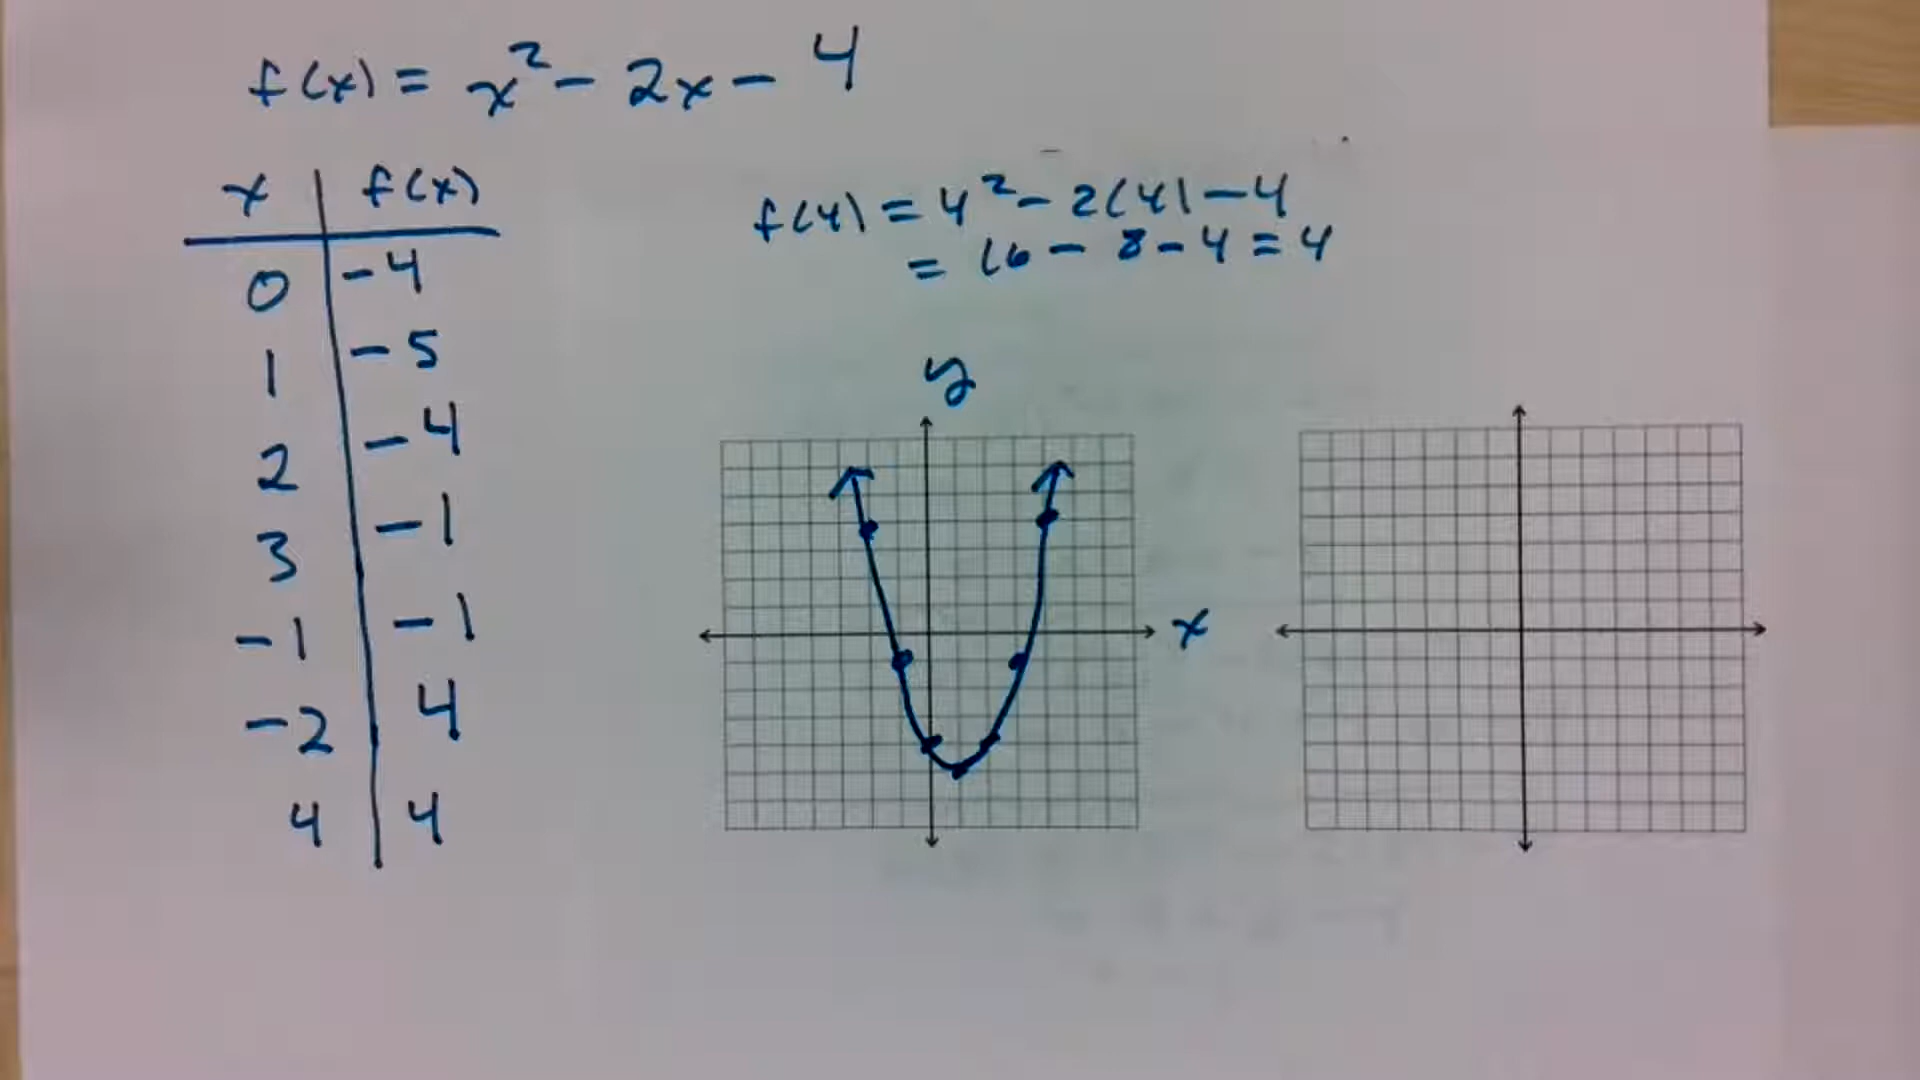 f(x) = x² - 2x - 4
x | f(x)
0 | -4
1 | -5
2 | -4
3 | -1
-1 | -1
-2 | 4
4 | 4
f(4) = 4² - 2(4) - 4
= 16 - 8 - 4 = 4
y
x